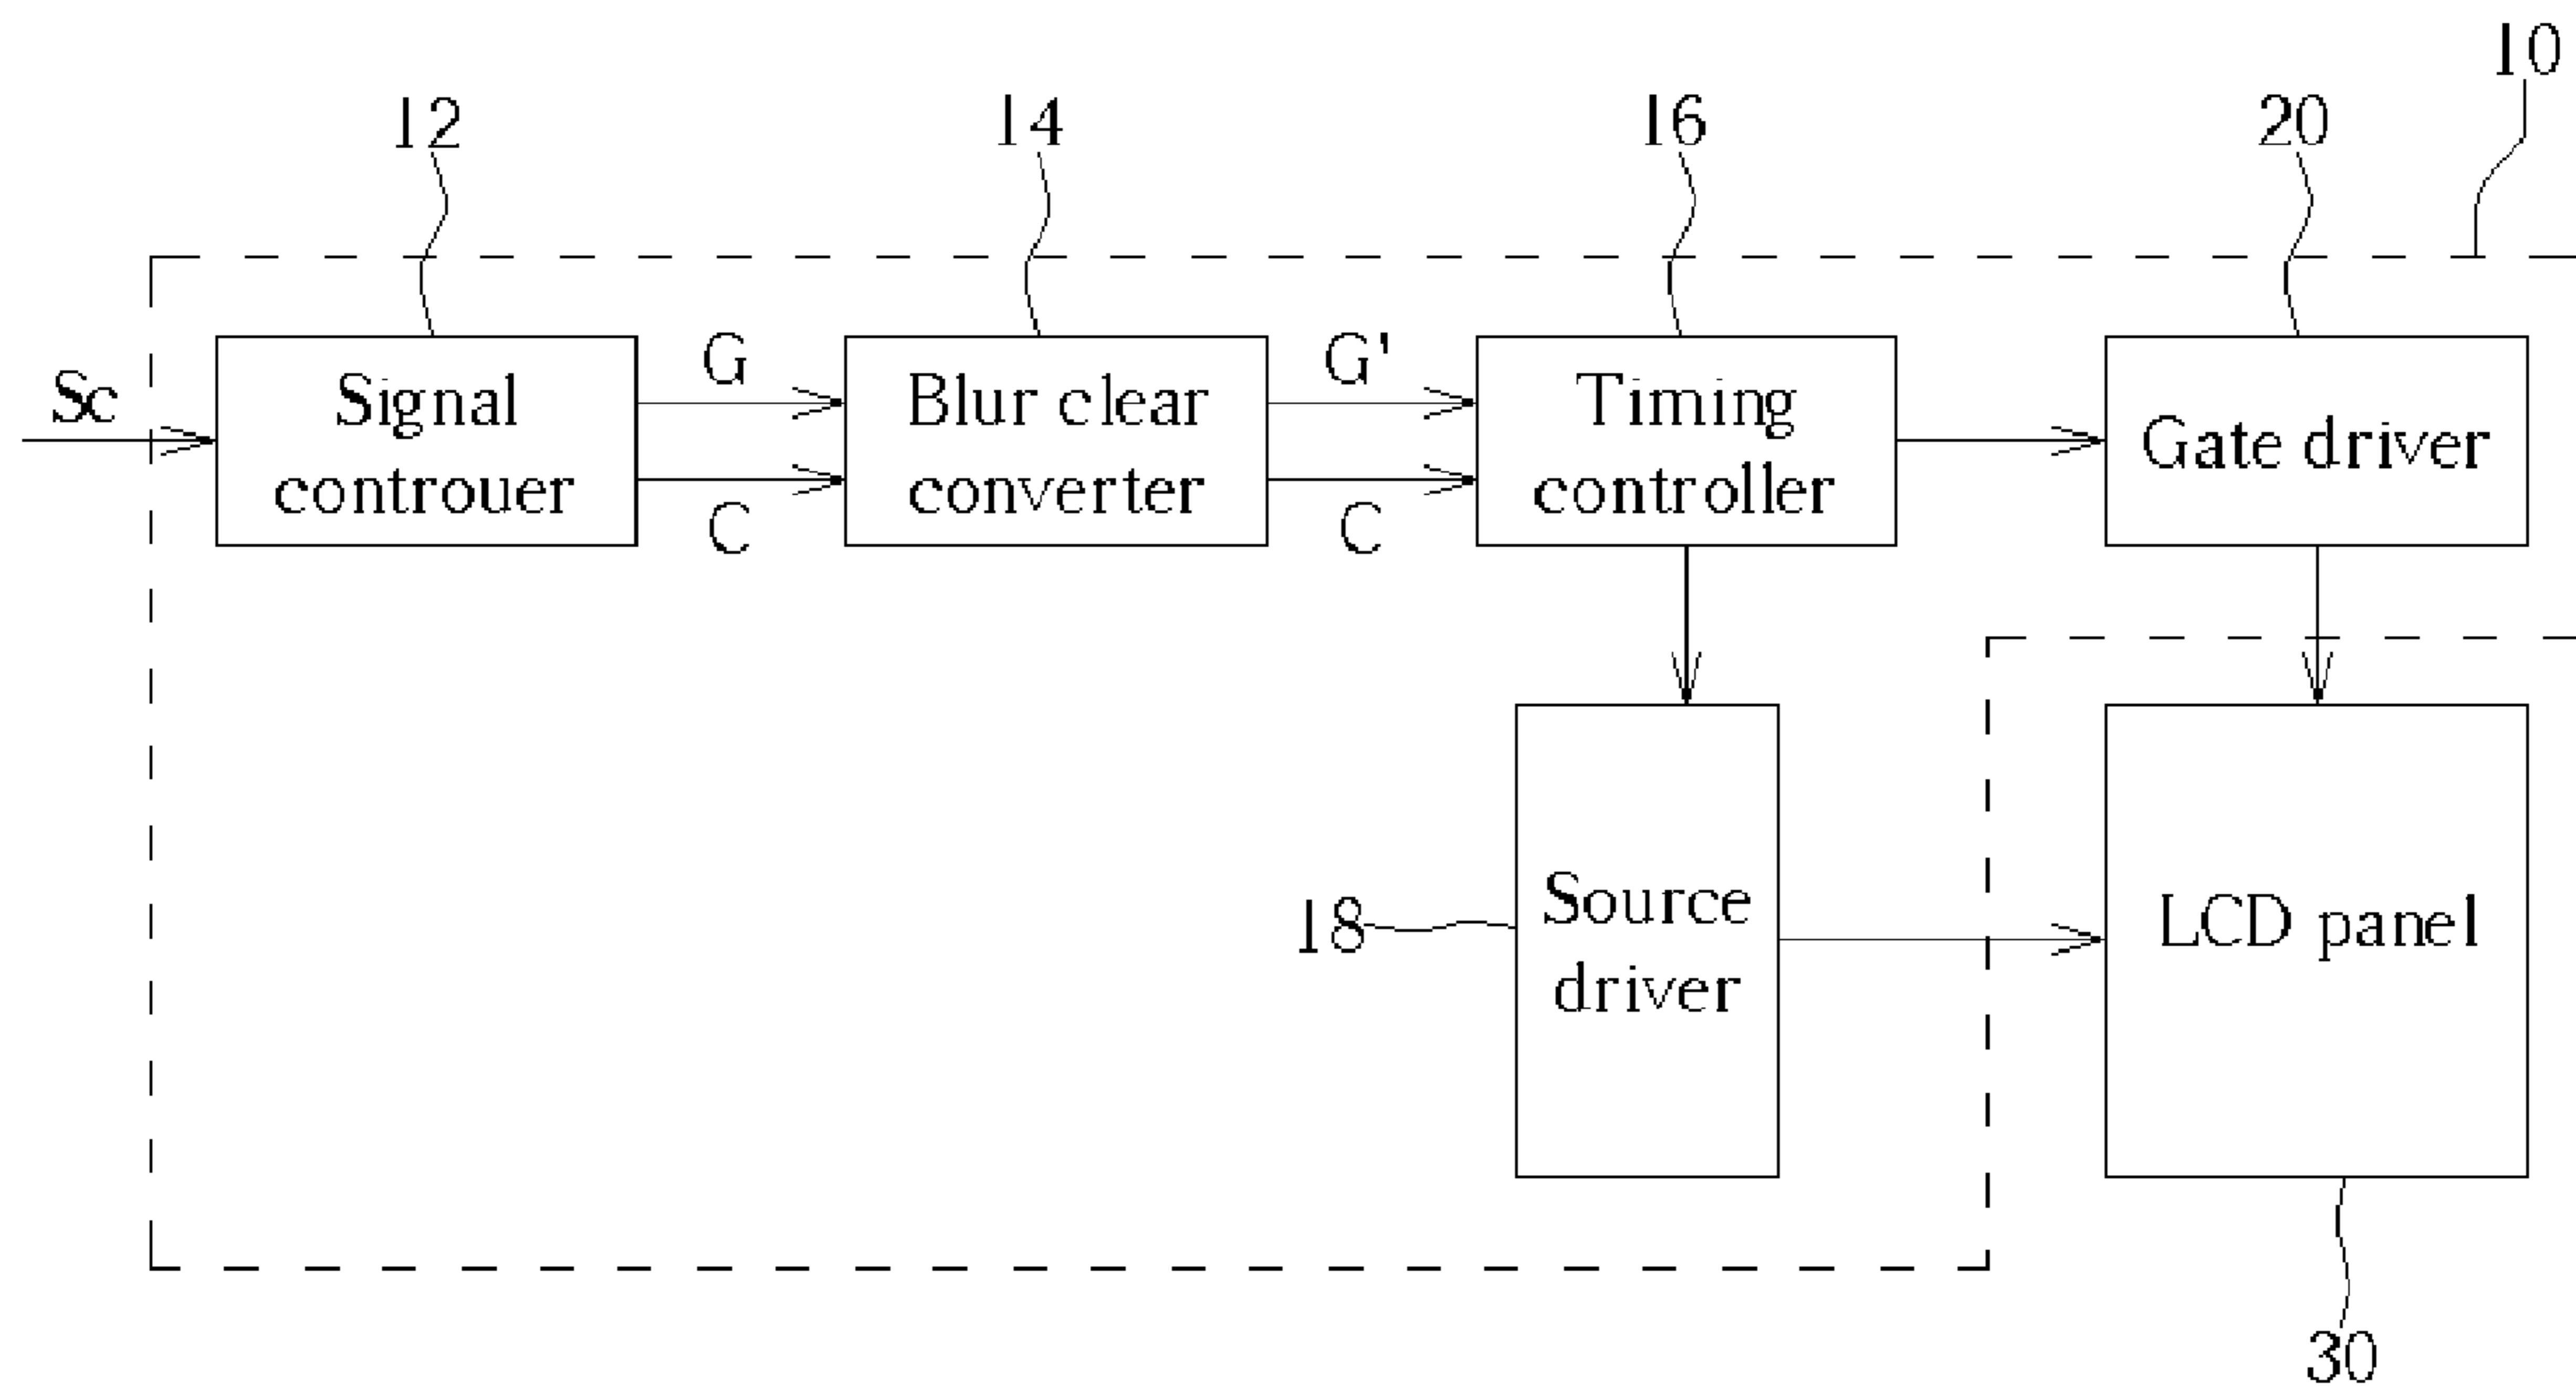 10
12
14
16
20
Sc
Signal
controuer
G
C
Blur clear
converter
G'
C
Timing
controller
Gate driver
18
Source
driver
LCD panel
30